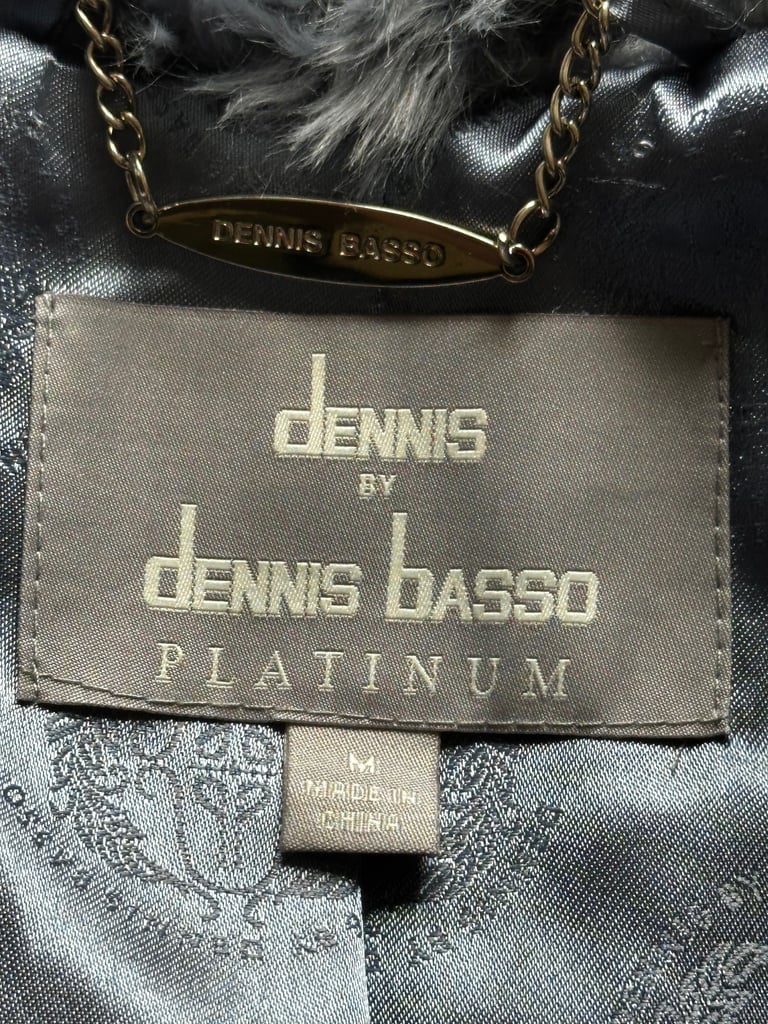 DENNIS BASSO
dENNIS
BY
dENNIS bASSO
PLATINUM
M
MADE IN
CHINA